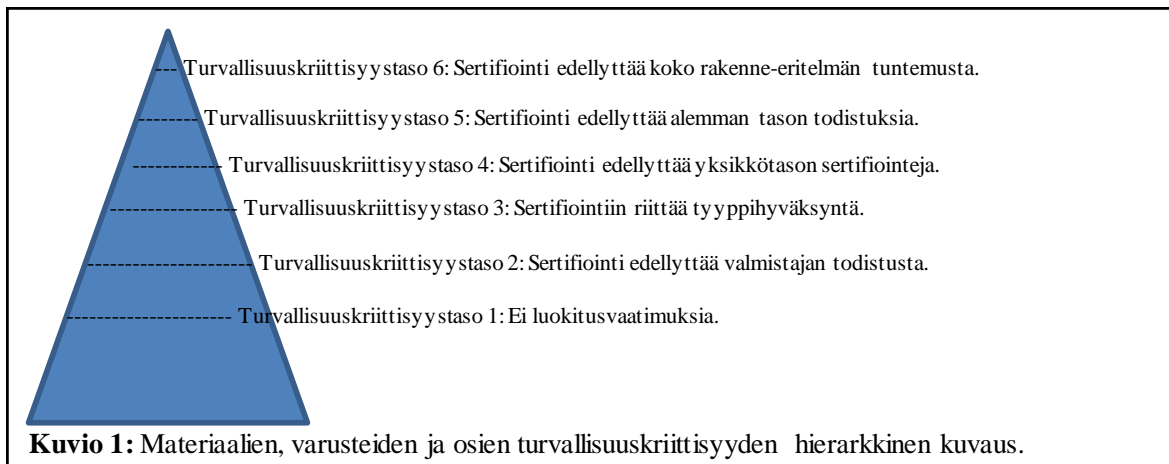 Turvallisuuskriittisyystaso 6: Sertifiointi edellyttää koko rakenne-eritelmän tuntemusta.
Turvallisuuskriittisyystaso 5: Sertifiointi edellyttää alemman tason todistuksia.
Turvallisuuskriittisyystaso 4: Sertifiointi edellyttää yksikkötason sertifiointeja.
Turvallisuuskriittisyystaso 3: Sertifiointiin riittää tyyppihyväksyntä.
Turvallisuuskriittisyystaso 2: Sertifiointi edellyttää valmistajan todistusta.
Turvallisuuskriittisyystaso 1: Ei luokitusvaatimuksia.
Kuvio 1: Materiaalien, varusteiden ja osien turvallisuuskriittisyyden hierarkkinen kuvaus.